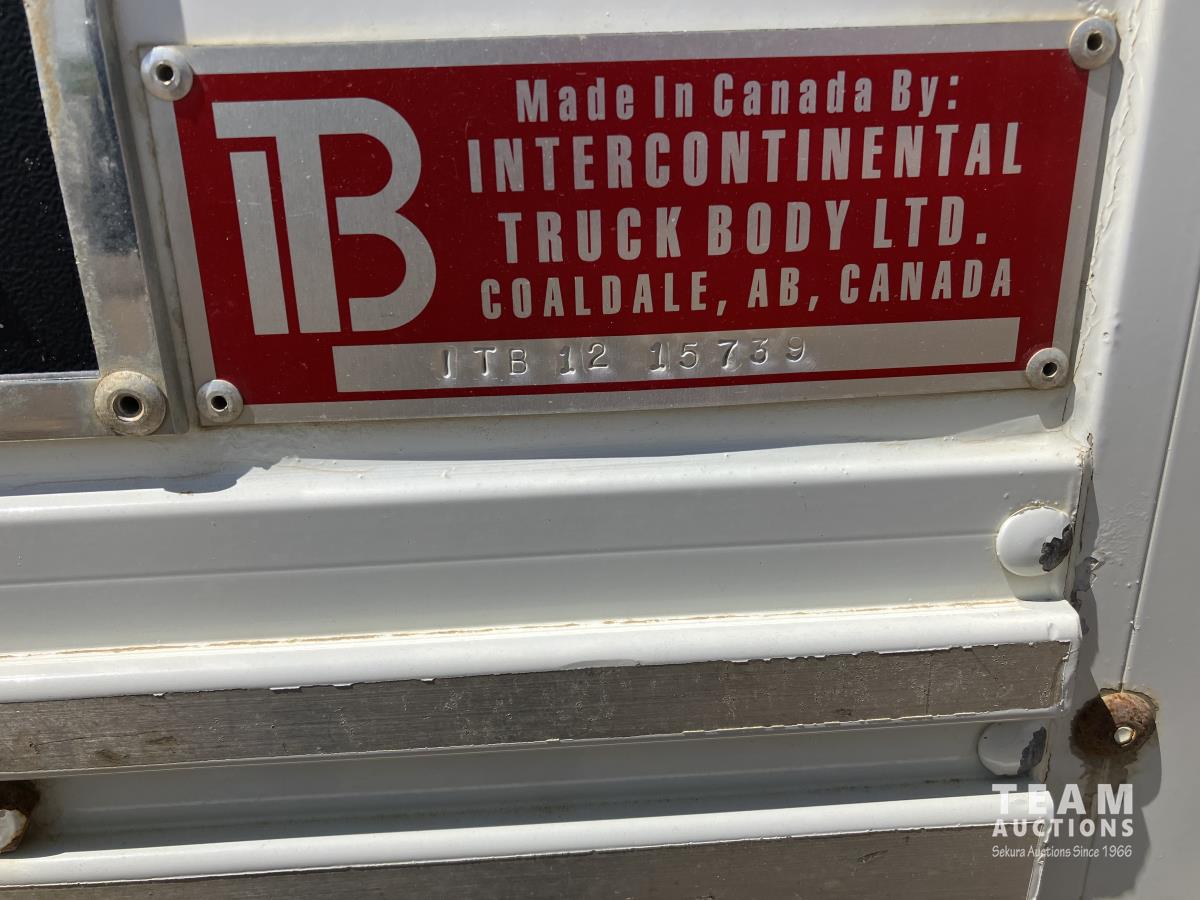 ITB
Made In Canada By:
INTERCONTINENTAL
TRUCK BODY LTD.
COALDALE, AB, CANADA
ITB 12 15739
TEAM
AUCTIONS
Sekura Auctions Since 1966